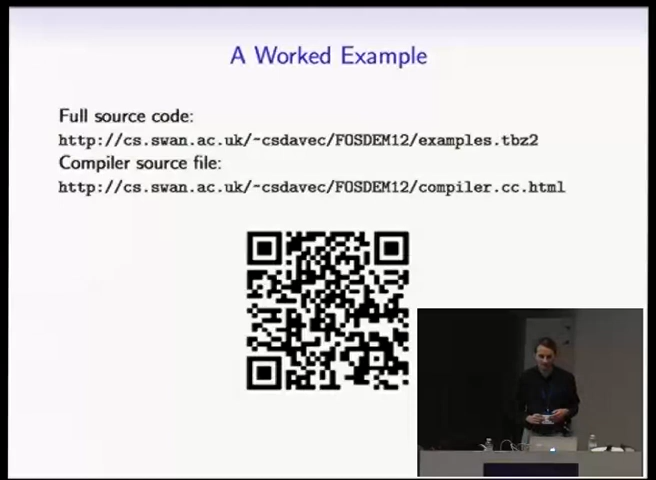 A Worked Example
Full source code:
http://cs.swan.ac.uk/~csdavec/FOSDEM12/examples.tbz2
Compiler source file:
http://cs.swan.ac.uk/~csdavec/FOSDEM12/compiler.cc.html